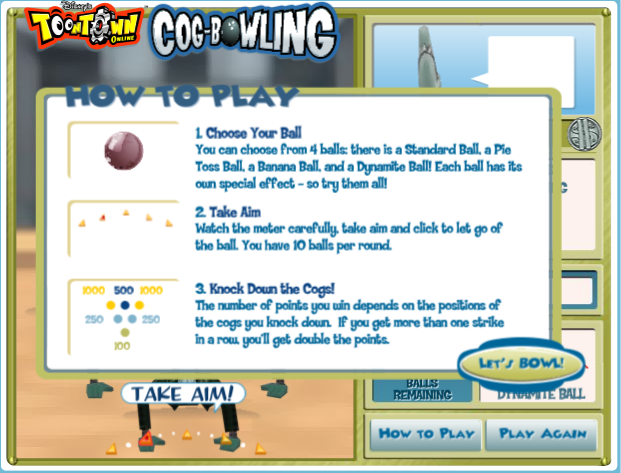 Disney's
TOONTOWN
ONLINE
COG-BOWLING
HOW TO PLAY
1. Choose Your Ball
You can choose from 4 balls: there is a Standard Ball, a Pie
Toss Ball, a Banana Ball, and a Dynamite Ball! Each ball has its
own special effect - so try them all!
2. Take Aim
Watch the meter carefully, take aim and click to let go of
the ball. You have 10 balls per round.
1000 500 1000
250 250
100
3. Knock Down the Cogs!
The number of points you win depends on the positions of
the cogs you knock down. If you get more than one strike
in a row, you'll get double the points.
LET'S BOWL!
TAKE AIM!
BALLS
REMAINING
DYNAMITE BALL
HOW TO PLAY
PLAY AGAIN